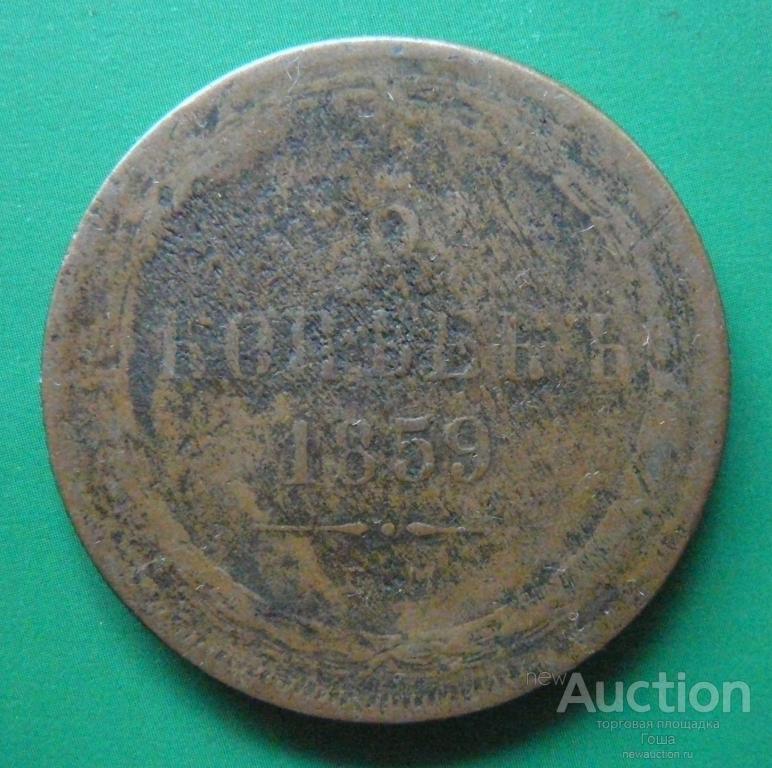 5
КОПѢЕКЪ
1859
Е.М.
newAuction
торговая площадка
Гоша
newauction.ru